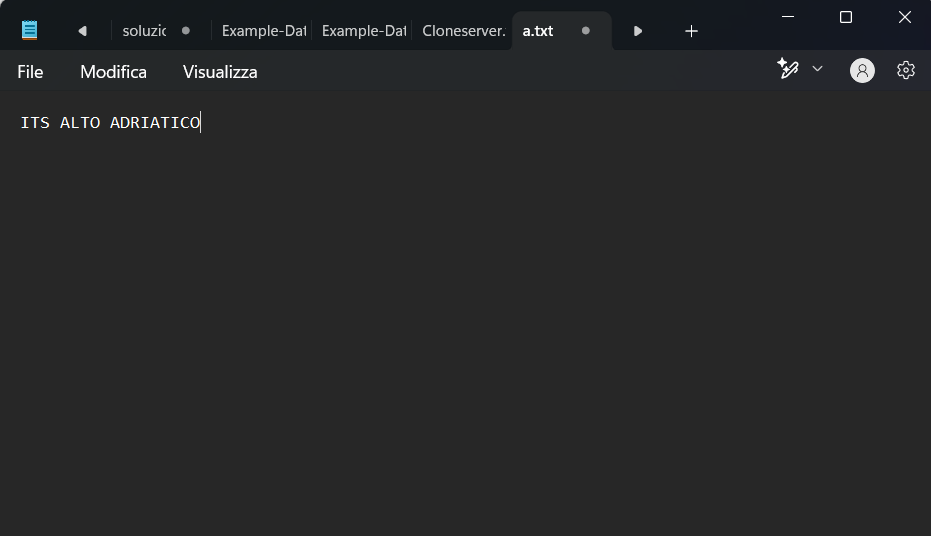 soluzic
Example-Dat
Example-Dat
Cloneserver.
a.txt
File Modifica Visualizza
ITS ALTO ADRIATICO